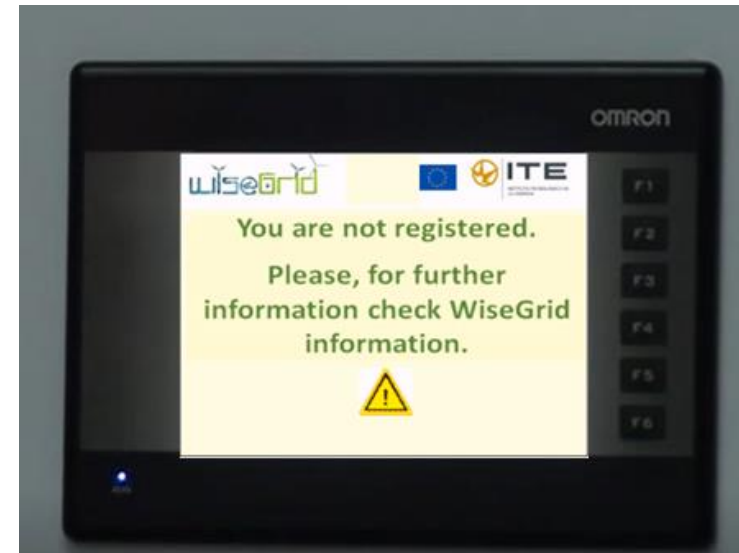 OMRON
wiseGrid
ITE
You are not registered.
Please, for further
information check WiseGrid
information.
F1
F2
F3
F4
F5
F6